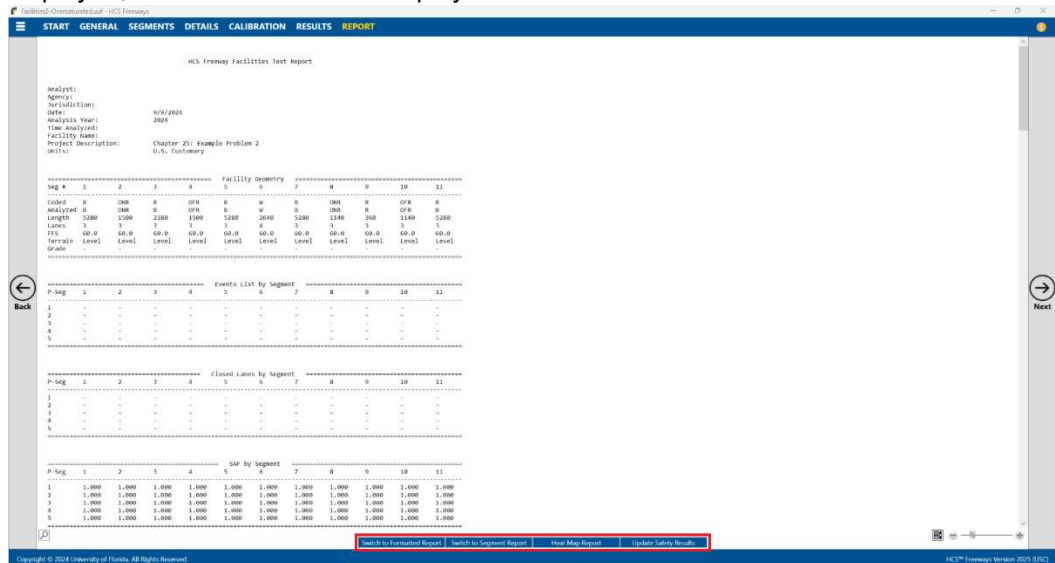 Facilities2-Oversaturated.xuf - HCS Freeways
START GENERAL SEGMENTS DETAILS CALIBRATION RESULTS REPORT
HCS Freeway Facilities Text Report
Analyst:
Agency:
Jurisdiction:
Date: 9/9/2024
Analysis Year: 2024
Time Analyzed:
Facility Name:
Project Description: Chapter 25: Example Problem 2
Units: U.S. Customary
Facility Geometry
Seg # 1 2 3 4 5 6 7 8 9 10 11
Coded B ONR B OFR B W B ONR R OFR B
Analyzed B ONR B OFR B W B ONR R OFR B
Length 5280 1500 2280 1500 5280 2640 5280 1140 360 1140 5280
Lanes 3 3 3 3 3 4 3 3 3 3 3
FFS 60.0 60.0 60.0 60.0 60.0 60.0 60.0 60.0 60.0 60.0 60.0
Terrain Level Level Level Level Level Level Level Level Level Level Level
Grade - - - - - - - - - - -
Events List by Segment
P-Seg 1 2 3 4 5 6 7 8 9 10 11
1 - - - - - - - - - - -
2 - - - - - - - - - - -
3 - - - - - - - - - - -
4 - - - - - - - - - - -
5 - - - - - - - - - - -
Back
Next
Closed Lanes by Segment
P-Seg 1 2 3 4 5 6 7 8 9 10 11
1 - - - - - - - - - - -
2 - - - - - - - - - - -
3 - - - - - - - - - - -
4 - - - - - - - - - - -
5 - - - - - - - - - - -
SAF by Segment
P-Seg 1 2 3 4 5 6 7 8 9 10 11
1 1.000 1.000 1.000 1.000 1.000 1.000 1.000 1.000 1.000 1.000 1.000
2 1.000 1.000 1.000 1.000 1.000 1.000 1.000 1.000 1.000 1.000 1.000
3 1.000 1.000 1.000 1.000 1.000 1.000 1.000 1.000 1.000 1.000 1.000
4 1.000 1.000 1.000 1.000 1.000 1.000 1.000 1.000 1.000 1.000 1.000
5 1.000 1.000 1.000 1.000 1.000 1.000 1.000 1.000 1.000 1.000 1.000
Switch to Formatted Report Switch to Segment Report Heat Map Report Update Safety Results
Copyright © 2024 University of Florida. All Rights Reserved. HCS™ Freeways Version 2025 (USC)